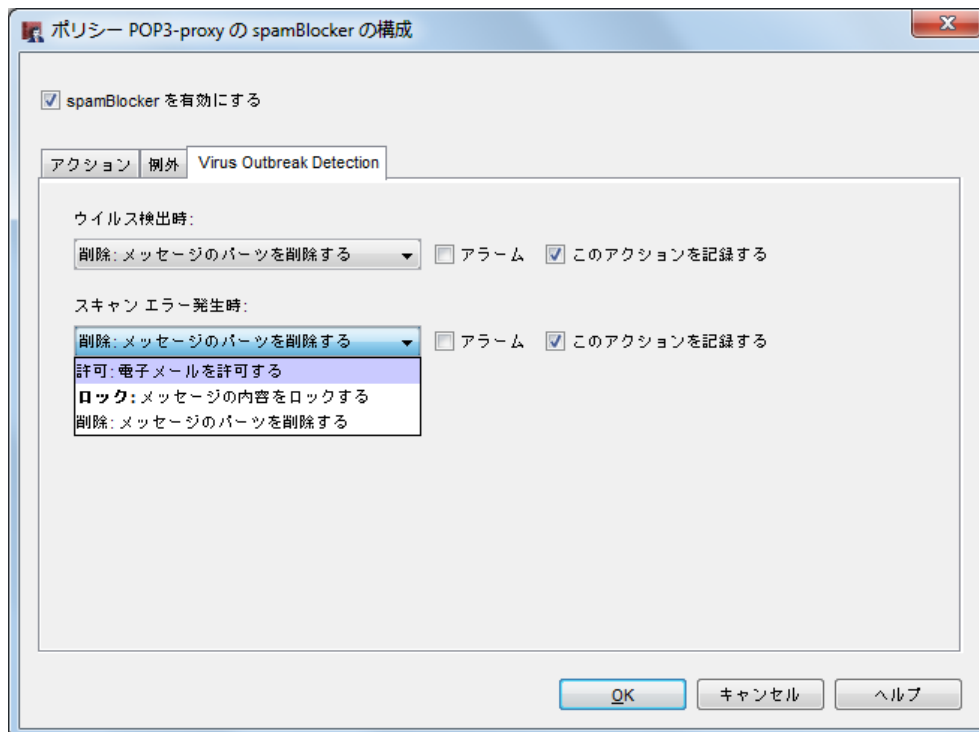 ポリシー POP3-proxy の spamBlocker の構成
spamBlocker を有効にする
アクション 例外 Virus Outbreak Detection
ウイルス検出時:
削除: メッセージのパーツを削除する アラーム このアクションを記録する
スキャン エラー発生時:
削除: メッセージのパーツを削除する アラーム このアクションを記録する
許可: 電子メールを許可する
ロック: メッセージの内容をロックする
削除: メッセージのパーツを削除する
OK キャンセル ヘルプ